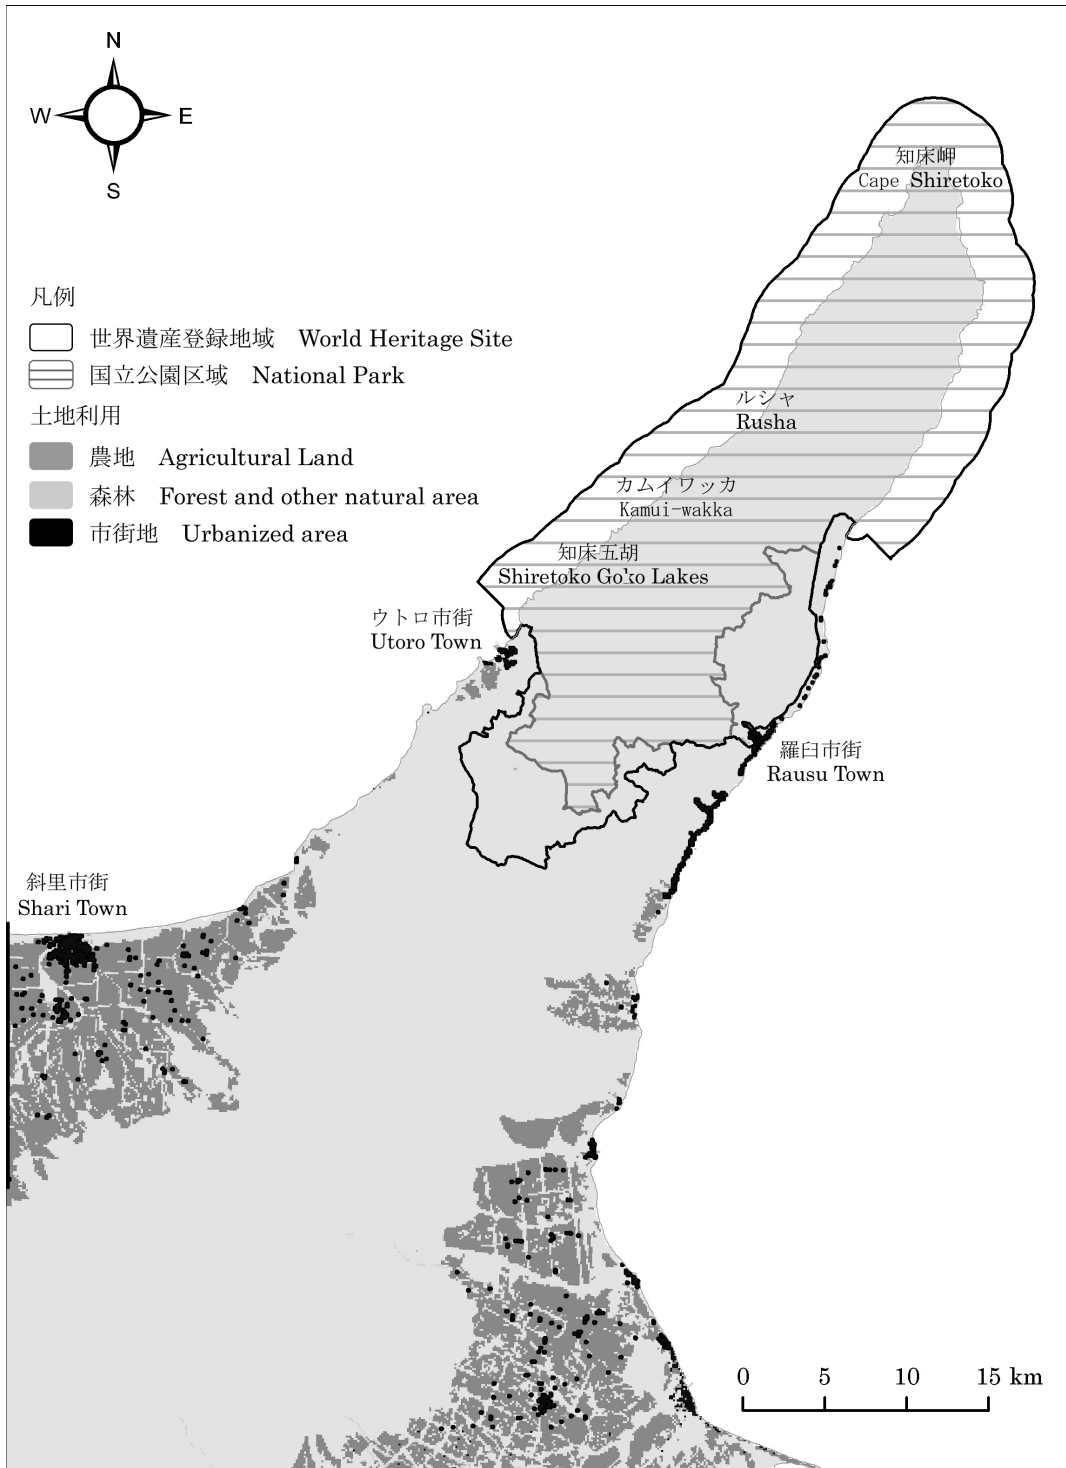 N
W E
S
知床岬
Cape Shiretoko
凡例
世界遺産登録地域 World Heritage Site
国立公園区域 National Park
土地利用
農地 Agricultural Land
森林 Forest and other natural area
市街地 Urbanized area
ルシャ
Rusha
カムイワッカ
Kamui-wakka
知床五胡
Shiretoko Goko Lakes
ウトロ市街
Utoro Town
羅臼市街
Rausu Town
斜里市街
Shari Town
0 5 10 15 km